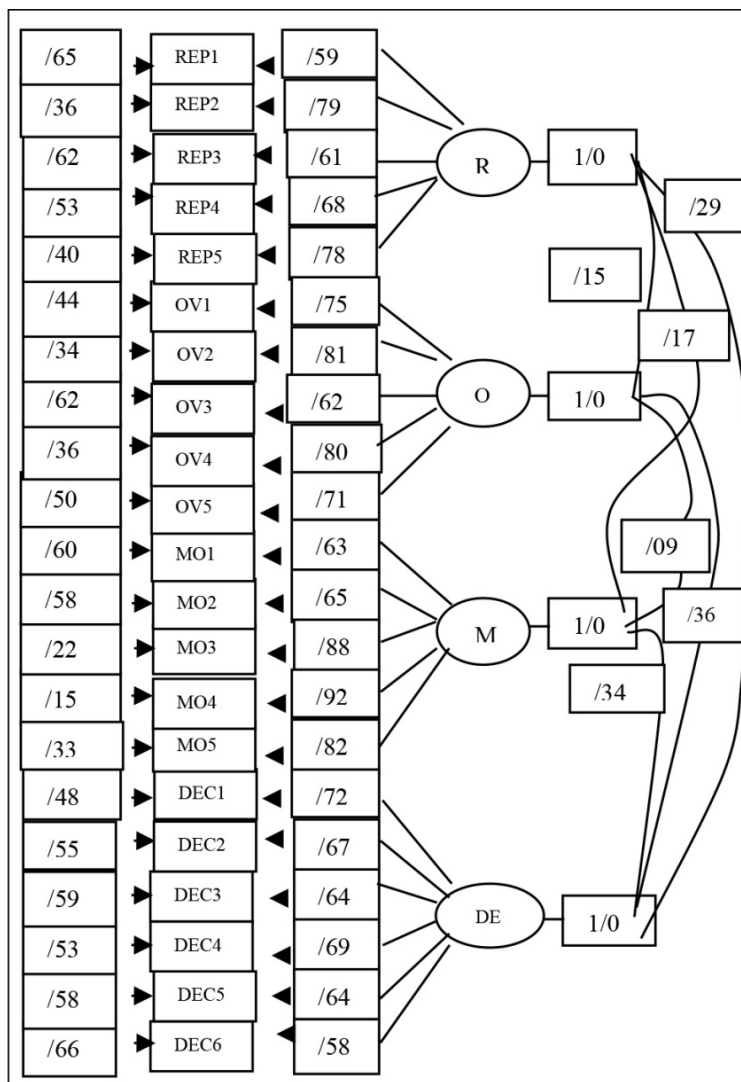 /65 REP1 /59
/36 REP2 /79
/62 REP3 /61 R 1/0
/53 REP4 /68 /29
/40 REP5 /78 /15
/44 OV1 /75 /17
/34 OV2 /81
/62 OV3 /62 O 1/0
/36 OV4 /80
/50 OV5 /71
/60 MO1 /63 /09
/58 MO2 /65 /36
/22 MO3 /88 M 1/0
/15 MO4 /92 /34
/33 MO5 /82
/48 DEC1 /72
/55 DEC2 /67
/59 DEC3 /64 DE 1/0
/53 DEC4 /69
/58 DEC5 /64
/66 DEC6 /58